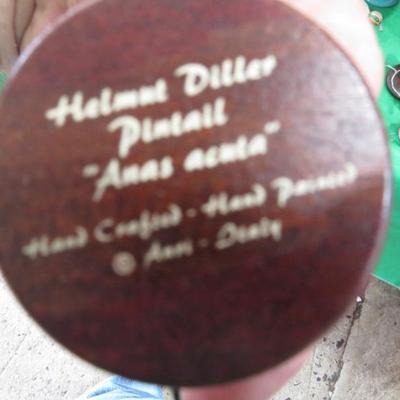 Helmut Diller
Pintail
"Anas acuta"
Hand Crafted - Hand Painted
© Anri - Italy